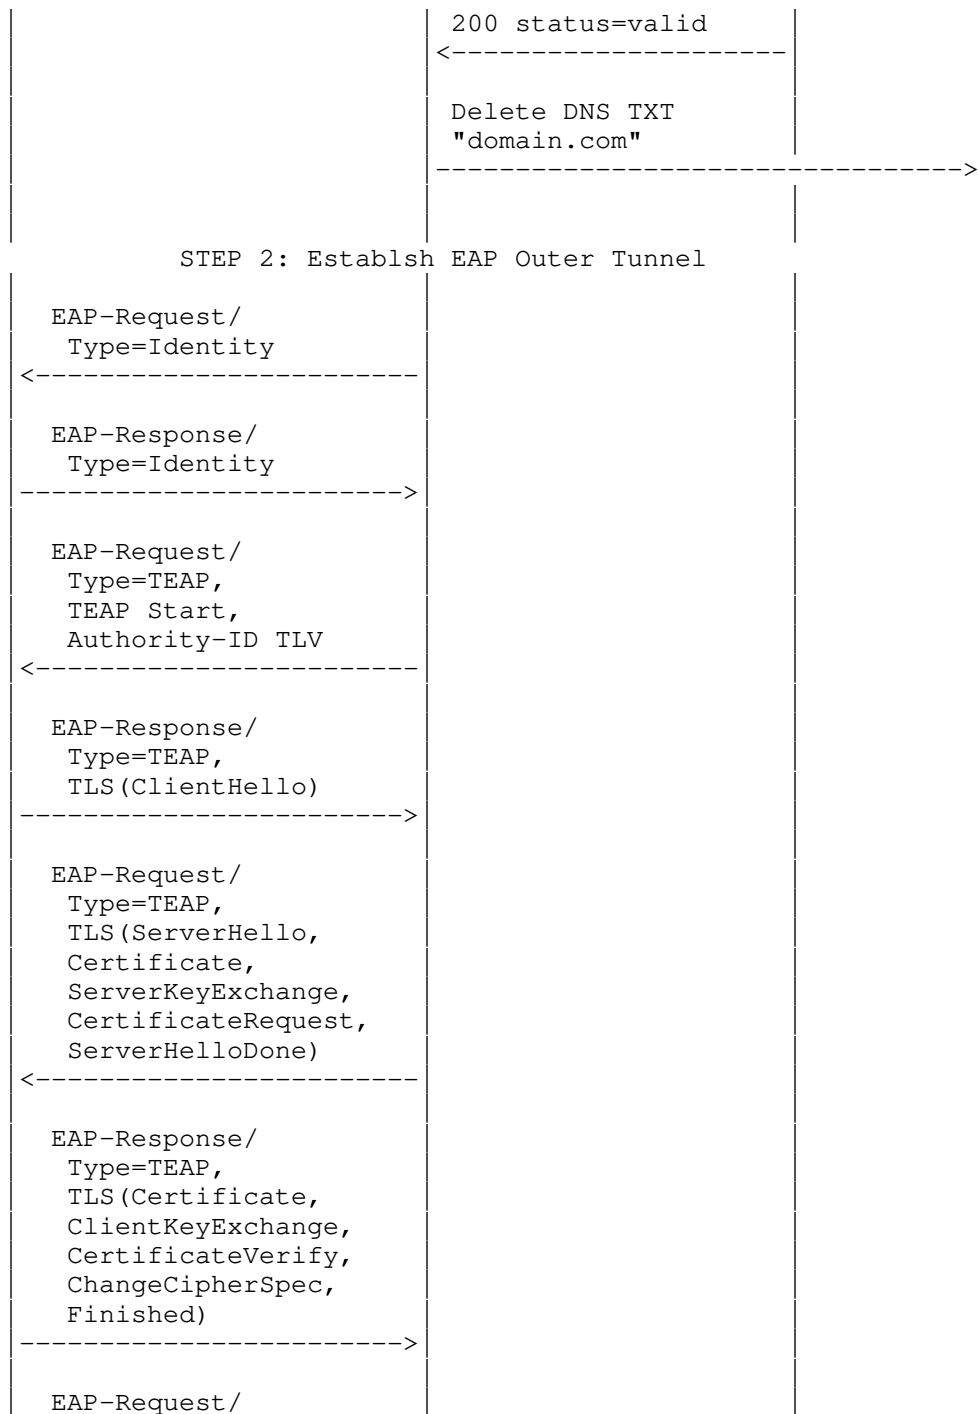 200 status=valid
Delete DNS TXT
"domain.com"
STEP 2: Establsh EAP Outer Tunnel
EAP-Request/
Type=Identity
EAP-Response/
Type=Identity
EAP-Request/
Type=TEAP,
TEAP Start,
Authority-ID TLV
EAP-Response/
Type=TEAP,
TLS(ClientHello)
EAP-Request/
Type=TEAP,
TLS(ServerHello,
Certificate,
ServerKeyExchange,
CertificateRequest,
ServerHelloDone)
EAP-Response/
Type=TEAP,
TLS(Certificate,
ClientKeyExchange,
CertificateVerify,
ChangeCipherSpec,
Finished)
EAP-Request/